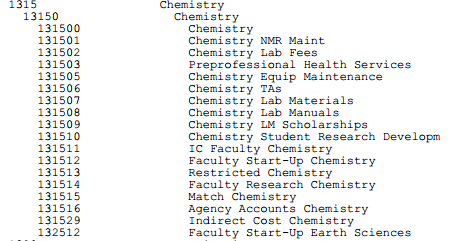 1315 Chemistry
13150 Chemistry
131500 Chemistry
131501 Chemistry NMR Maint
131502 Chemistry Lab Fees
131503 Preprofessional Health Services
131505 Chemistry Equip Maintenance
131506 Chemistry TAs
131507 Chemistry Lab Materials
131508 Chemistry Lab Manuals
131509 Chemistry LM Scholarships
131510 Chemistry Student Research Developm
131511 IC Faculty Chemistry
131512 Faculty Start-Up Chemistry
131513 Restricted Chemistry
131514 Faculty Research Chemistry
131515 Match Chemistry
131516 Agency Accounts Chemistry
131529 Indirect Cost Chemistry
132512 Faculty Start-Up Earth Sciences